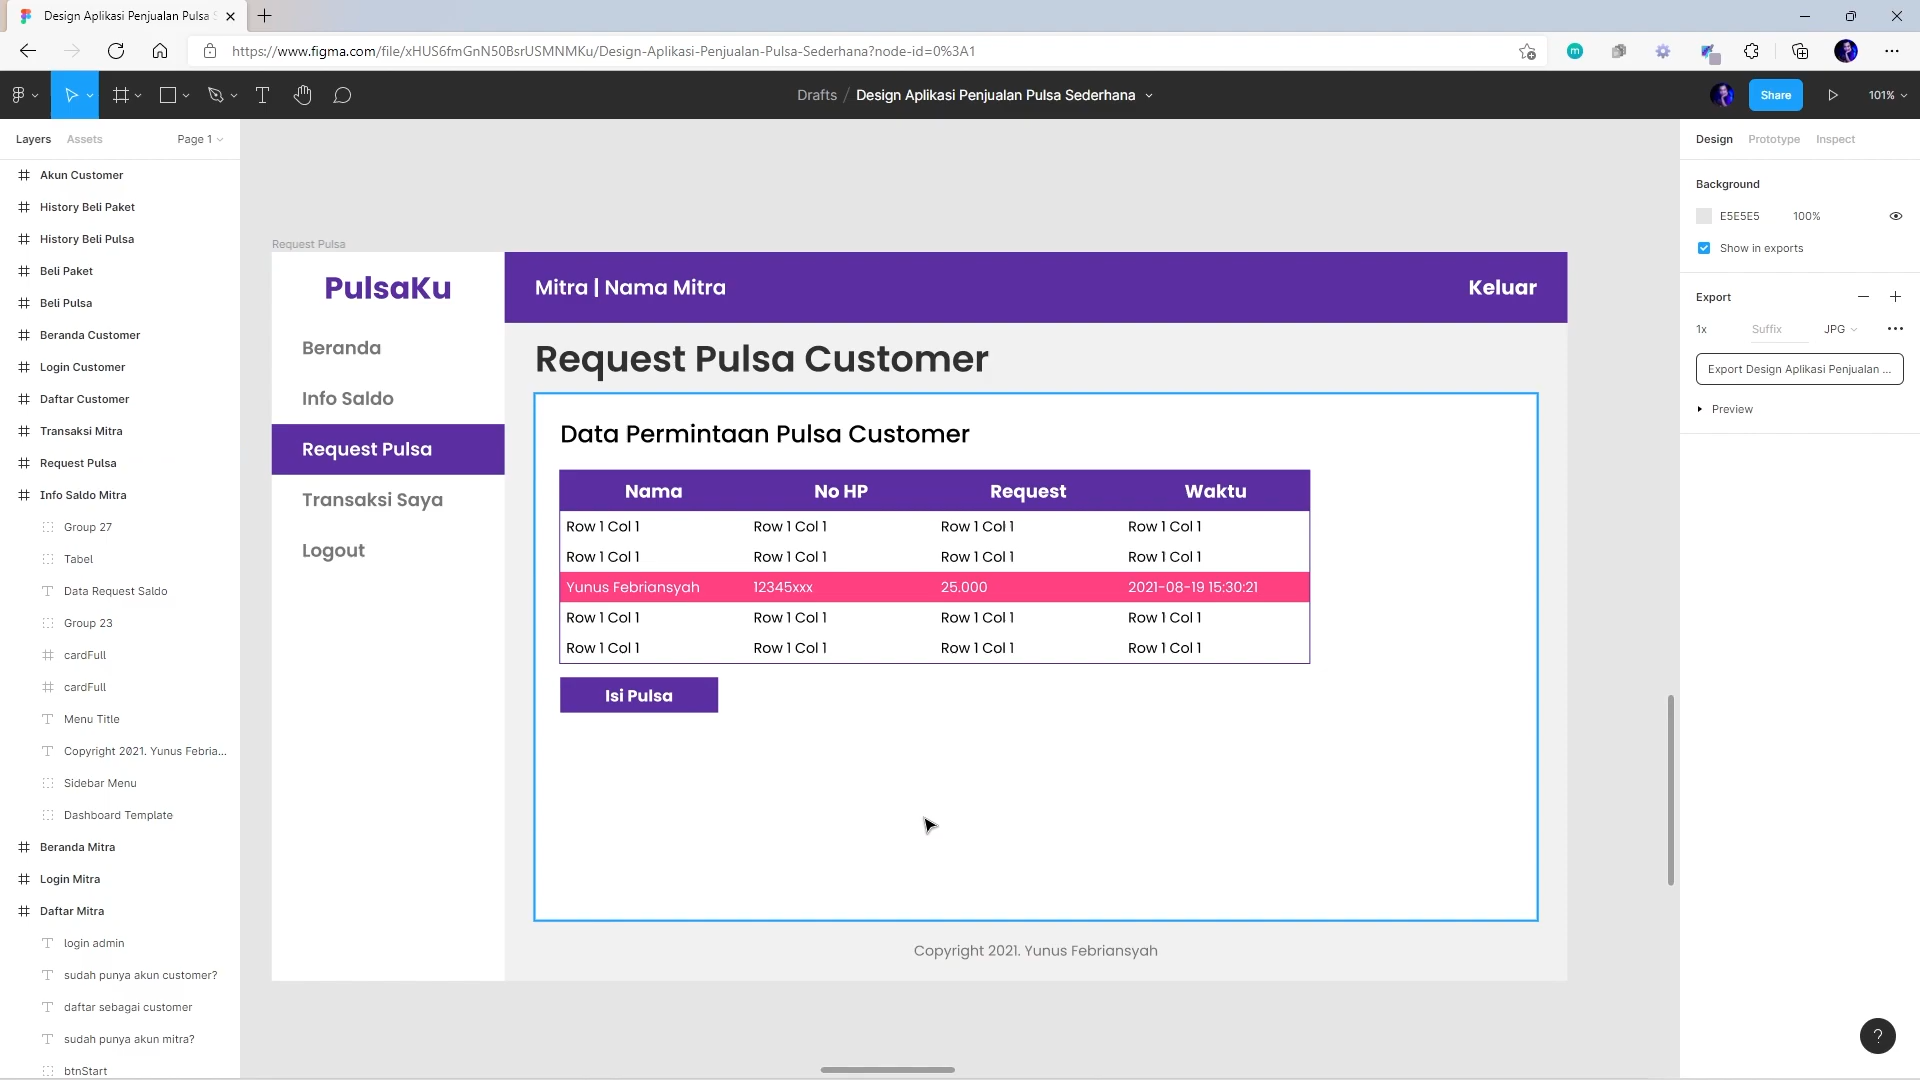 Design Aplikasi Penjualan Pulsa S
https://www.figma.com/file/xHUS6fmGnN50BsrUSMNMKu/Design-Aplikasi-Penjualan-Pulsa-Sederhana?node-id=0%3A1
m
Drafts / Design Aplikasi Penjualan Pulsa Sederhana
Share
101%
Layers
Assets
Page 1
Akun Customer
History Beli Paket
History Beli Pulsa
Beli Paket
Beli Pulsa
Beranda Customer
Login Customer
Daftar Customer
Transaksi Mitra
Request Pulsa
Info Saldo Mitra
Group 27
Tabel
Data Request Saldo
Group 23
cardFull
cardFull
Menu Title
Copyright 2021. Yunus Febria...
Sidebar Menu
Dashboard Template
Beranda Mitra
Login Mitra
Daftar Mitra
login admin
sudah punya akun customer?
daftar sebagai customer
sudah punya akun mitra?
btnStart
Request Pulsa
PulsaKu
Mitra | Nama Mitra
Keluar
Beranda
Info Saldo
Request Pulsa
Transaksi Saya
Logout
Request Pulsa Customer
Data Permintaan Pulsa Customer
Nama No HP Request Waktu
Row 1 Col 1 Row 1 Col 1 Row 1 Col 1 Row 1 Col 1
Row 1 Col 1 Row 1 Col 1 Row 1 Col 1 Row 1 Col 1
Yunus Febriansyah 12345xxx 25.000 2021-08-19 15:30:21
Row 1 Col 1 Row 1 Col 1 Row 1 Col 1 Row 1 Col 1
Row 1 Col 1 Row 1 Col 1 Row 1 Col 1 Row 1 Col 1
Isi Pulsa
Copyright 2021. Yunus Febriansyah
Design
Prototype
Inspect
Background
E5E5E5 100%
Show in exports
Export
1x Suffix JPG
Export Design Aplikasi Penjualan ...
Preview
?